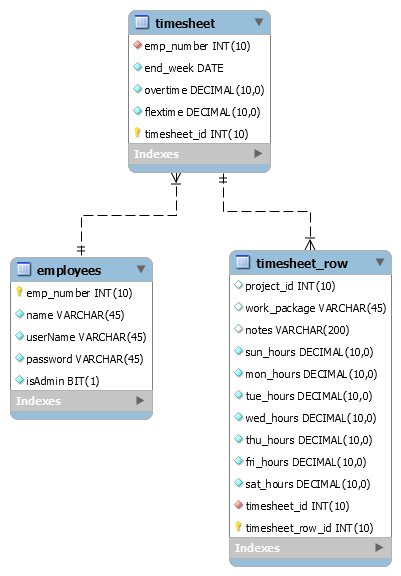 timesheet
emp_number INT(10)
end_week DATE
overtime DECIMAL(10,0)
flextime DECIMAL(10,0)
timesheet_id INT(10)
Indexes
employees
emp_number INT(10)
name VARCHAR(45)
userName VARCHAR(45)
password VARCHAR(45)
isAdmin BIT(1)
Indexes
timesheet_row
project_id INT(10)
work_package VARCHAR(45)
notes VARCHAR(200)
sun_hours DECIMAL(10,0)
mon_hours DECIMAL(10,0)
tue_hours DECIMAL(10,0)
wed_hours DECIMAL(10,0)
thu_hours DECIMAL(10,0)
fri_hours DECIMAL(10,0)
sat_hours DECIMAL(10,0)
timesheet_id INT(10)
timesheet_row_id INT(10)
Indexes